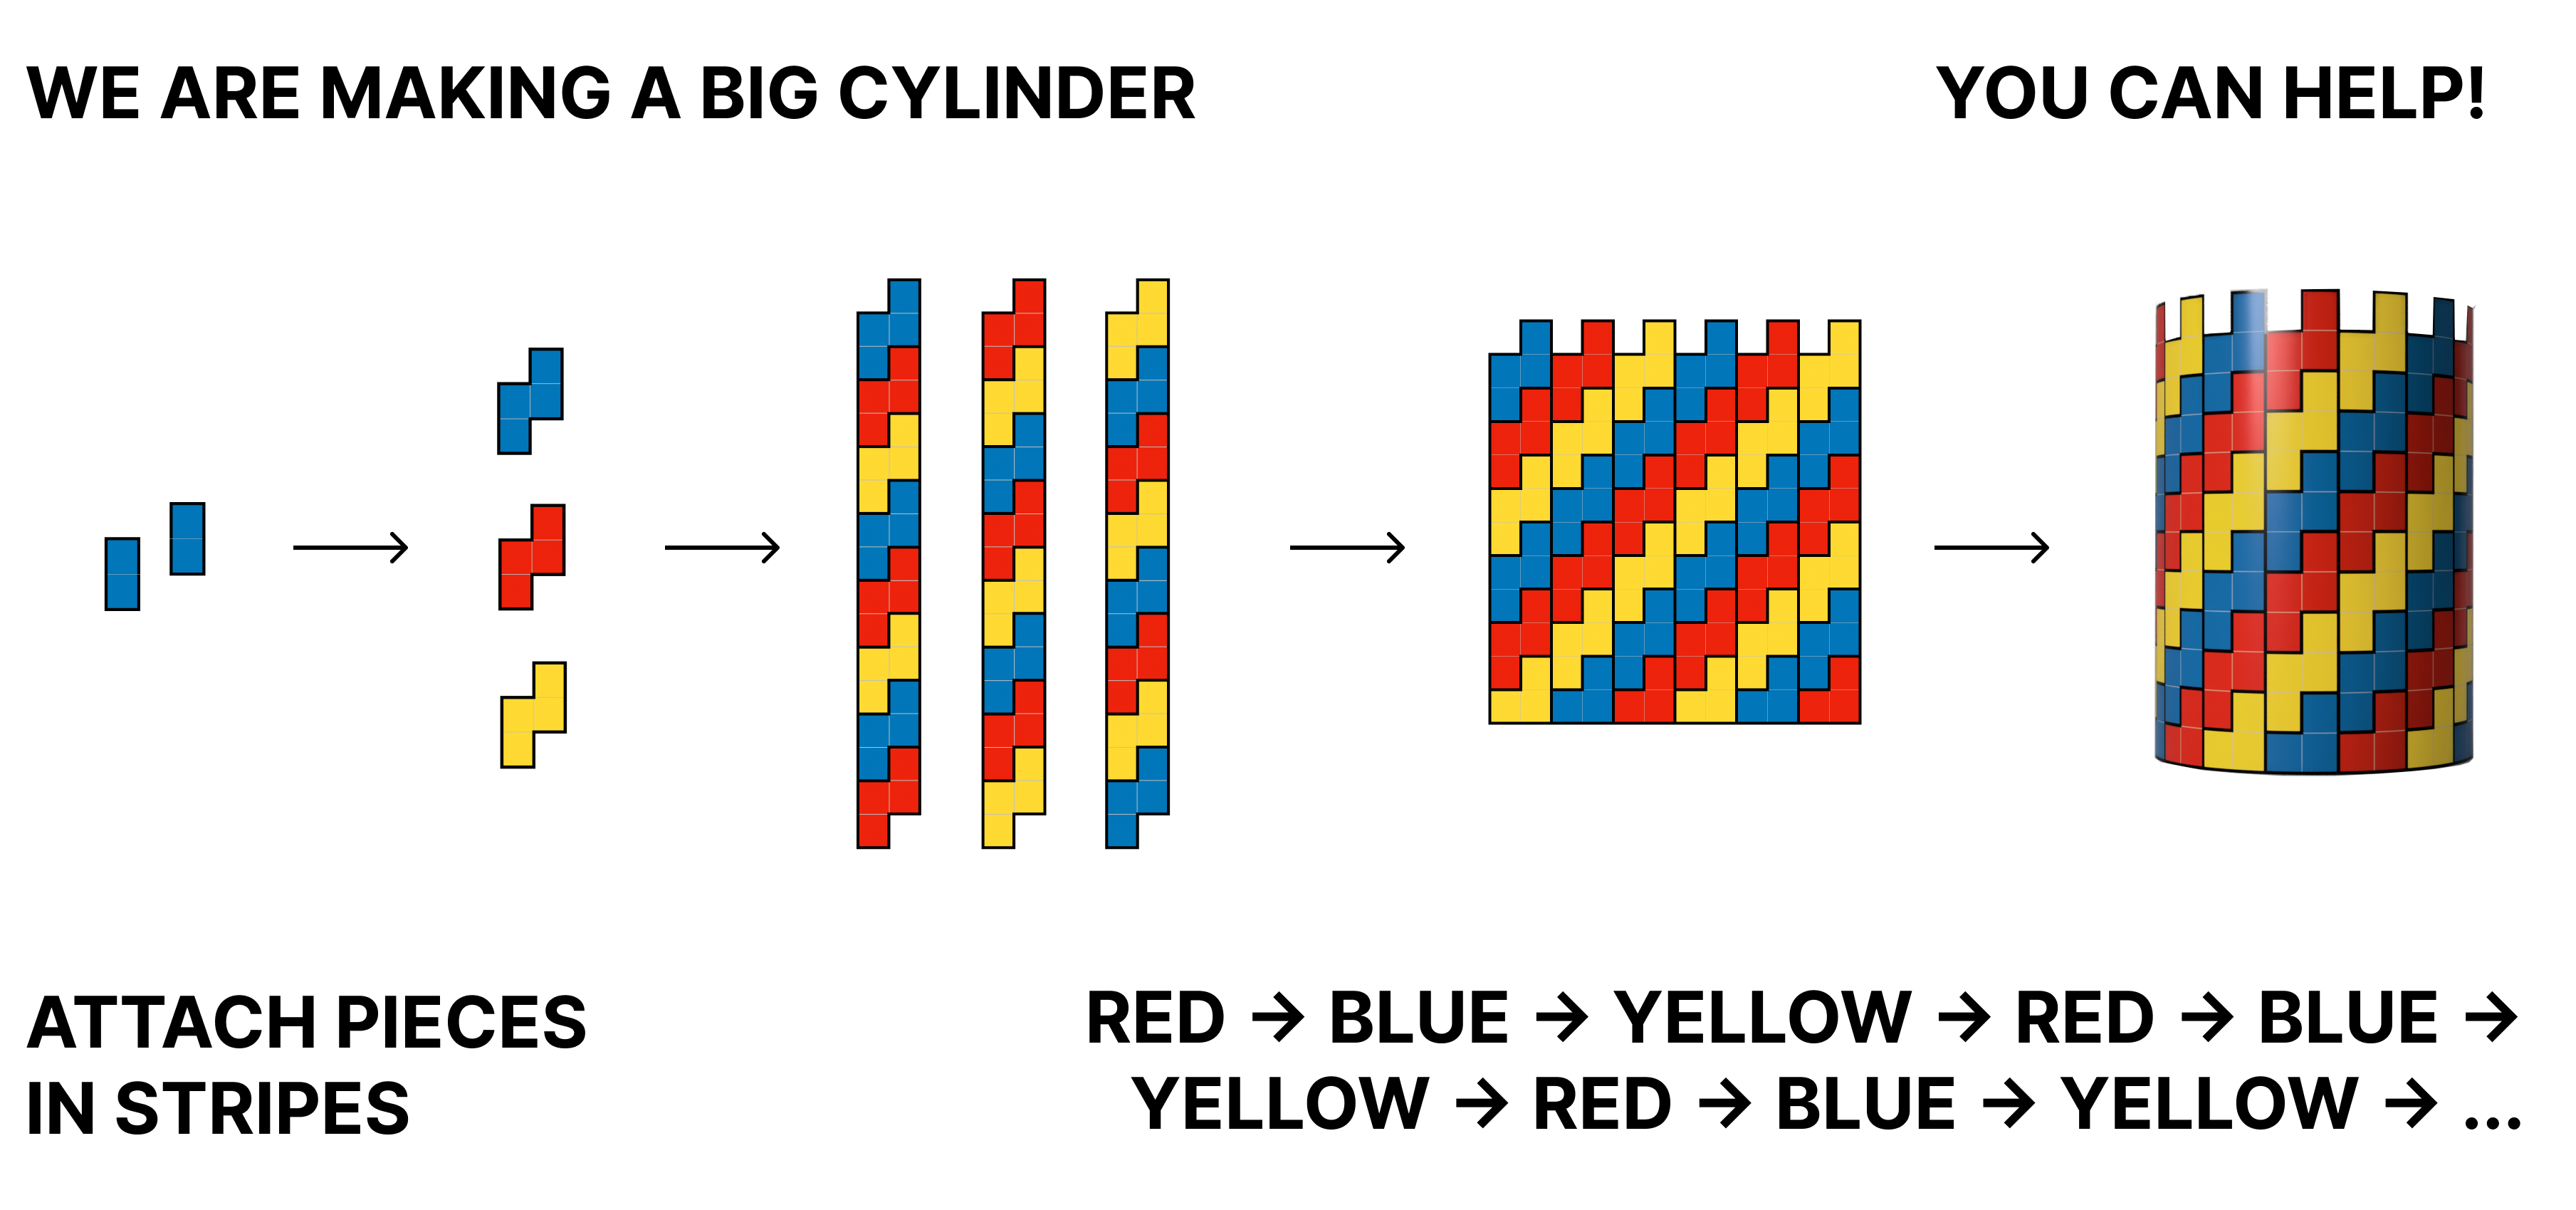 WE ARE MAKING A BIG CYLINDER
YOU CAN HELP!
ATTACH PIECES
IN STRIPES
RED → BLUE → YELLOW → RED → BLUE →
YELLOW → RED → BLUE → YELLOW → ...